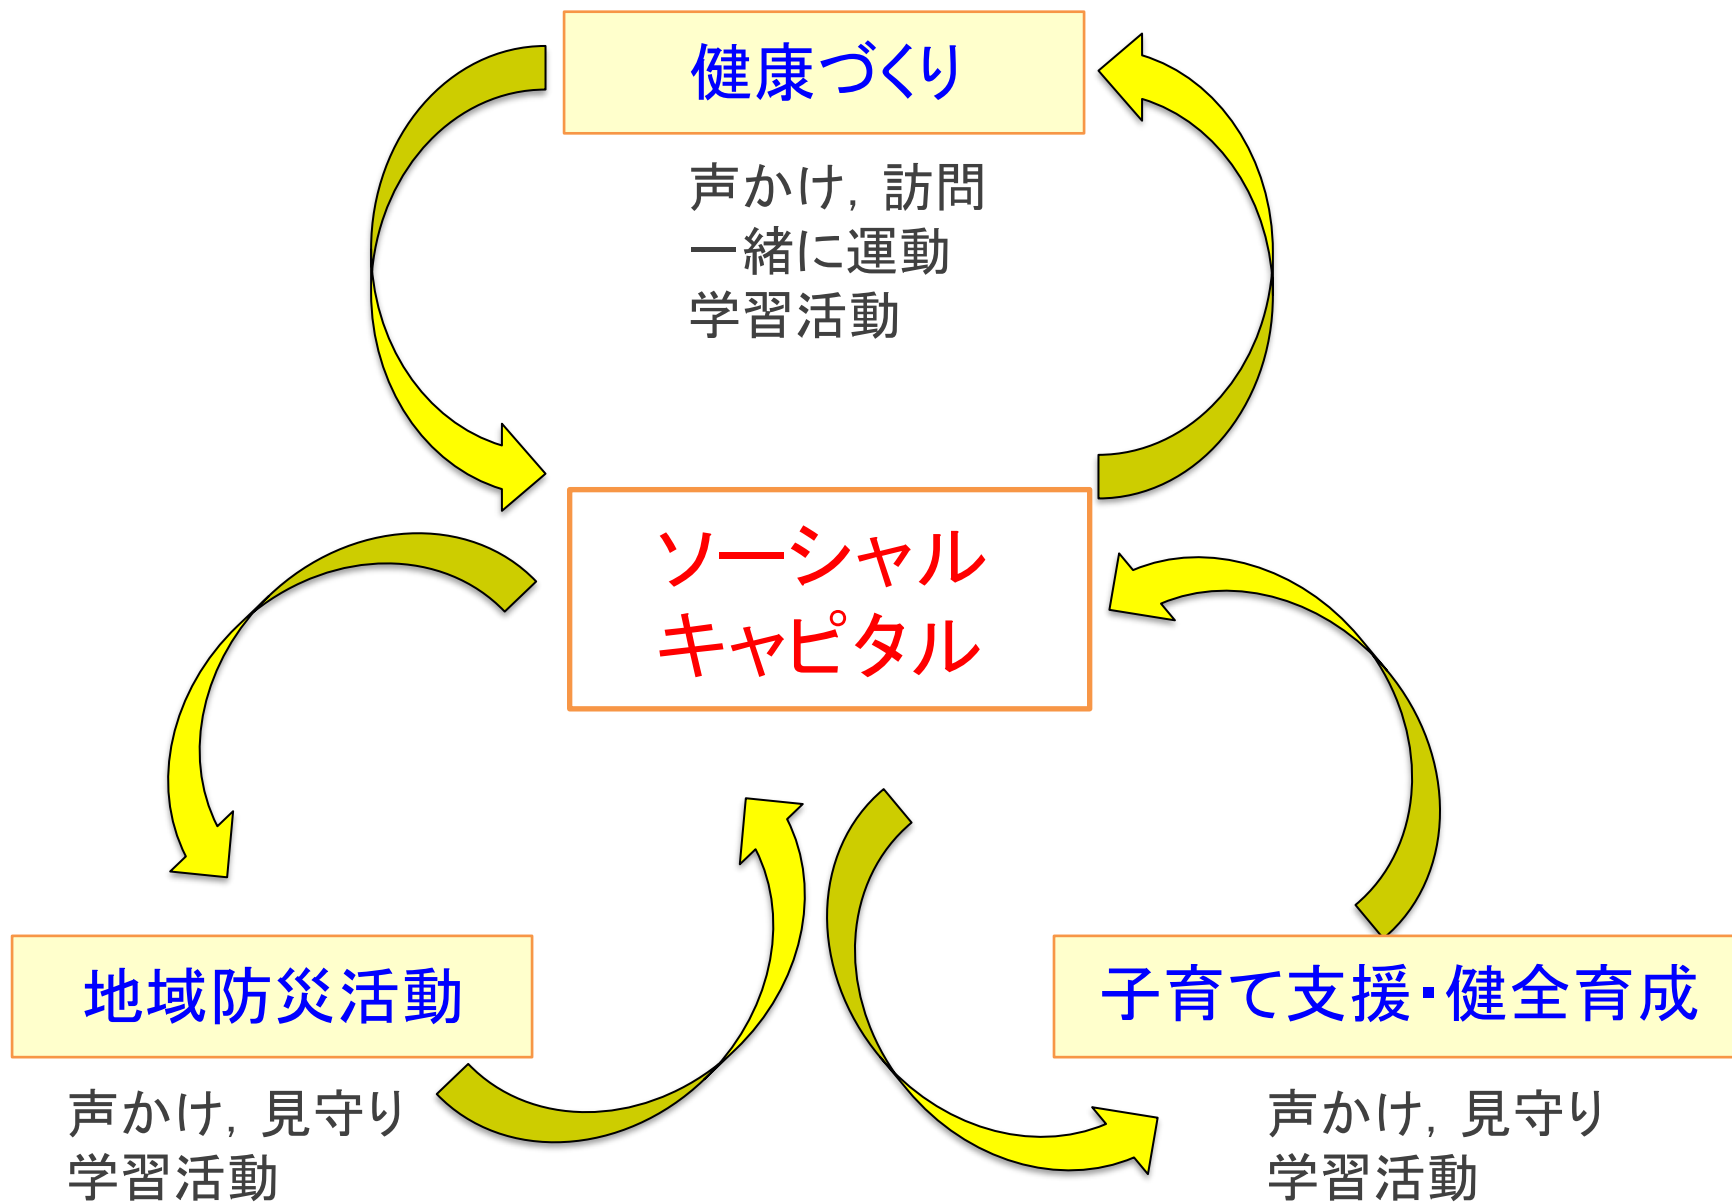 健康づくり
声かけ，訪問
一緒に運動
学習活動
ソーシャル
キャピタル
地域防災活動
声かけ，見守り
学習活動
子育て支援・健全育成
声かけ，見守り
学習活動